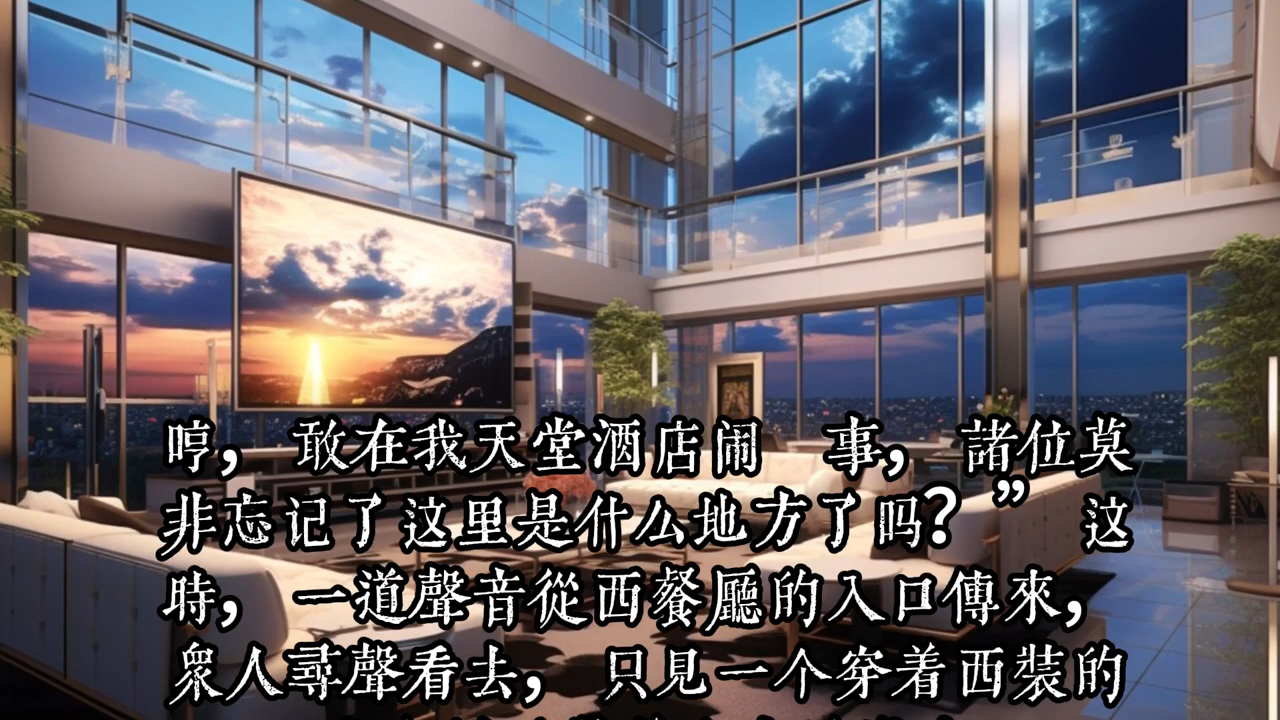 哼， 敢在我天堂酒店闹 事， 諸位莫
非忘记了这里是什么地方了吗？” 这
時， 一道聲音從西餐廳的入口傳來，
衆人尋聲看去， 只見一个穿着西裝的